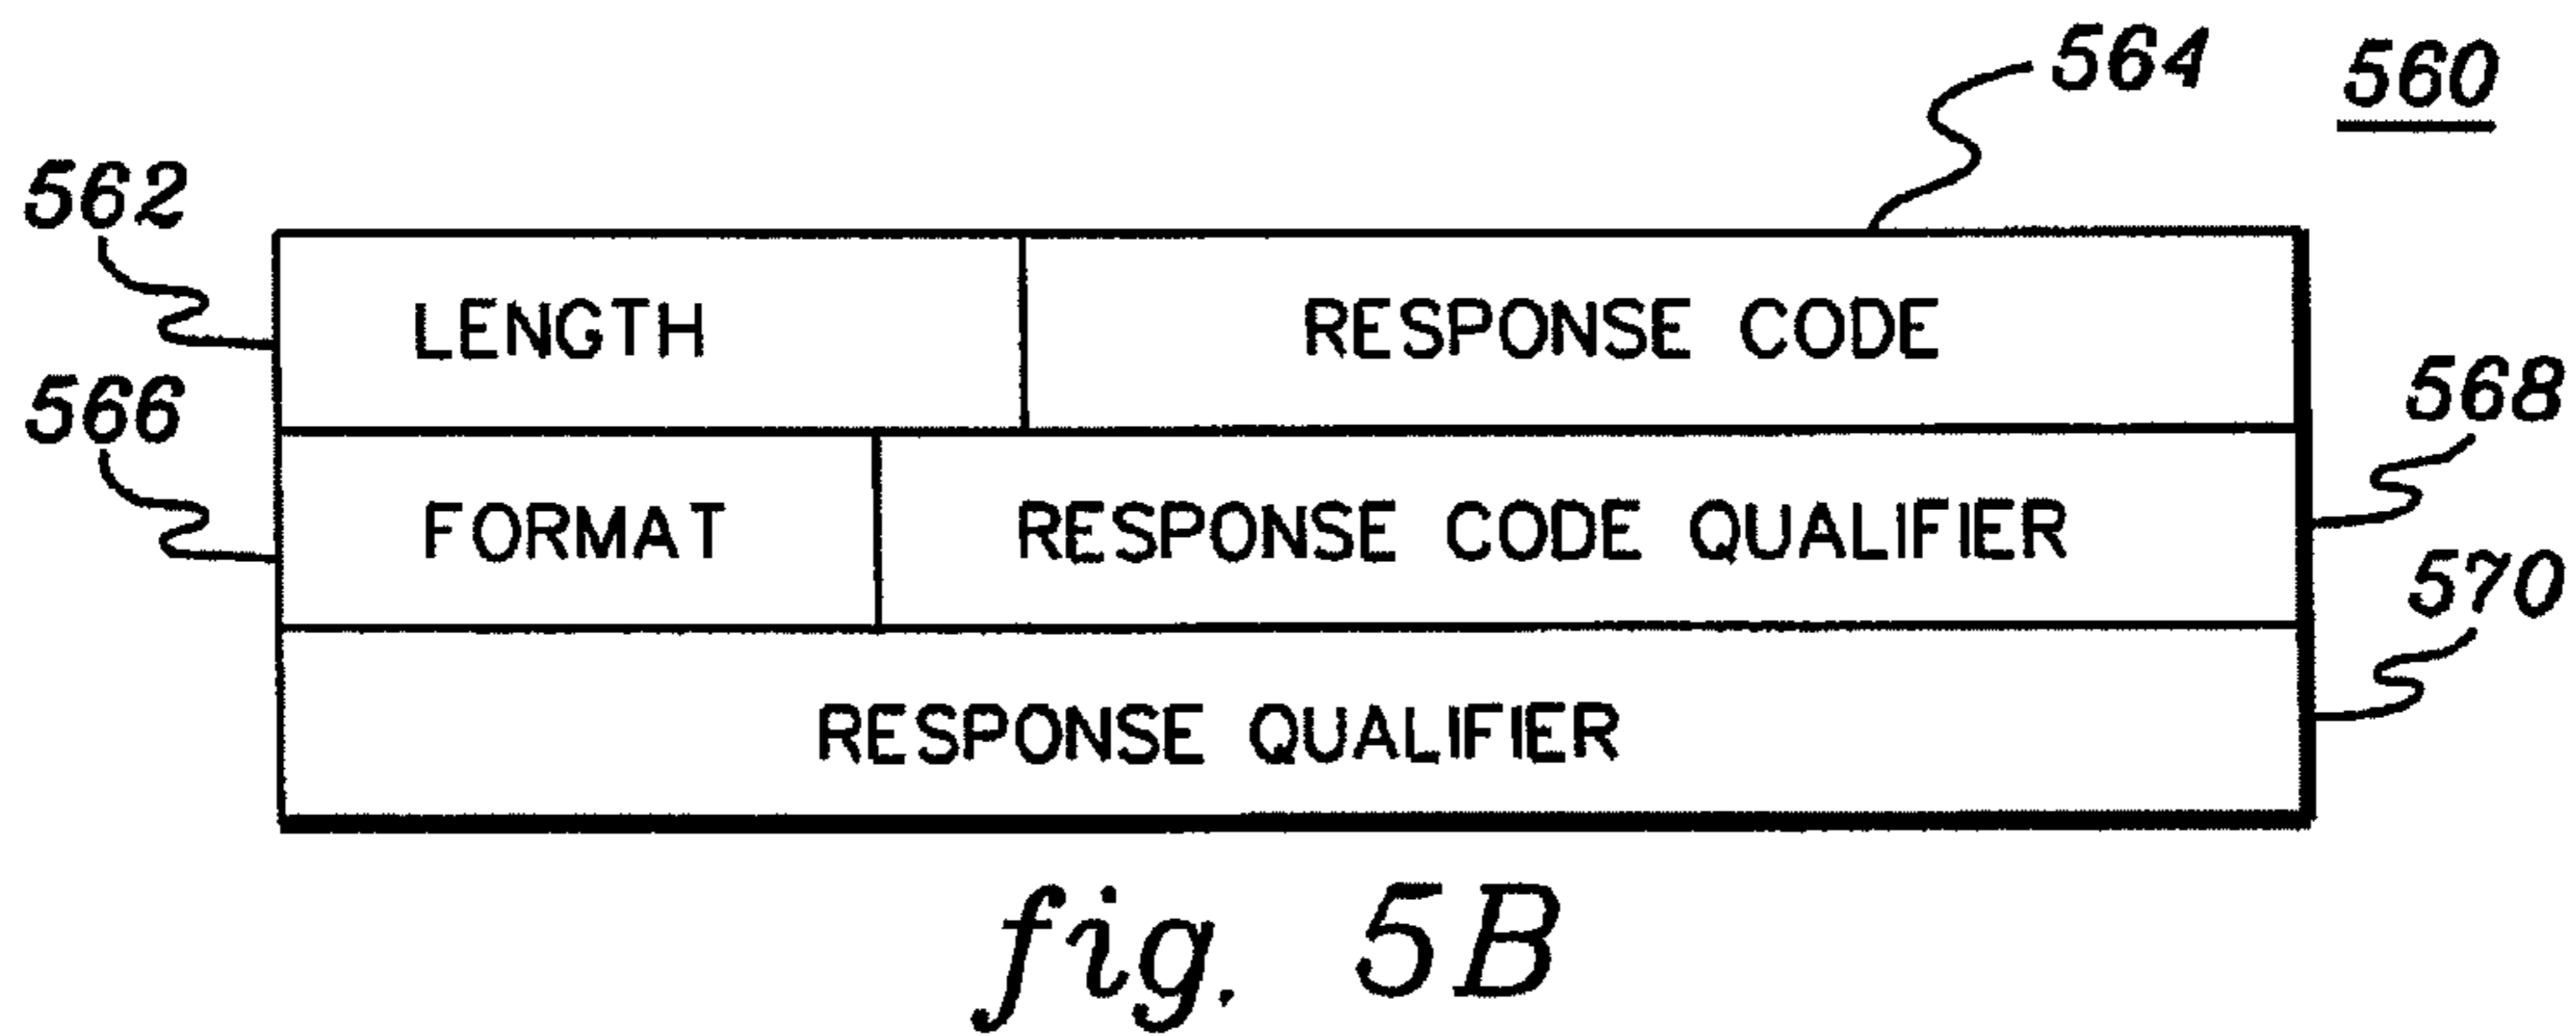 564
560
562
LENGTH
RESPONSE CODE
566
568
FORMAT
RESPONSE CODE QUALIFIER
570
RESPONSE QUALIFIER
fig. 5B